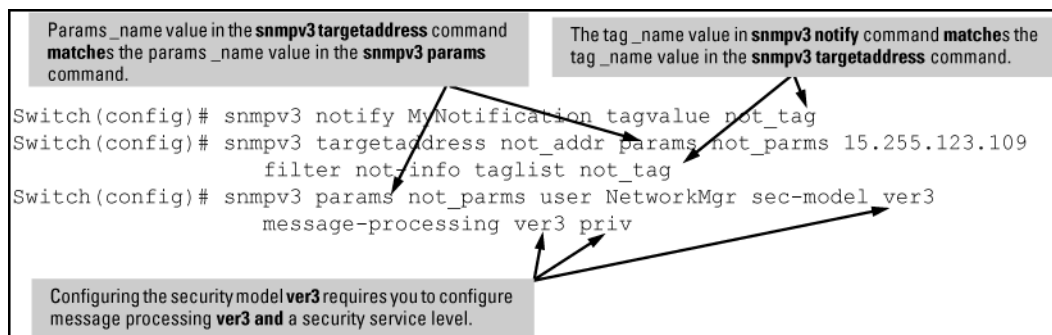 Params _name value in the snmpv3 targetaddress command
matches the params _name value in the snmpv3 params
command.
The tag _name value in snmpv3 notify command matches the
tag _name value in the snmpv3 targetaddress command.
Switch(config)# snmpv3 notify MyNotification tagvalue not_tag
Switch(config)# snmpv3 targetaddress not_addr params not_parms 15.255.123.109
filter not-info taglist not_tag
Switch(config)# snmpv3 params not_parms user NetworkMgr sec-model ver3
message-processing ver3 priv
Configuring the security model ver3 requires you to configure
message processing ver3 and a security service level.